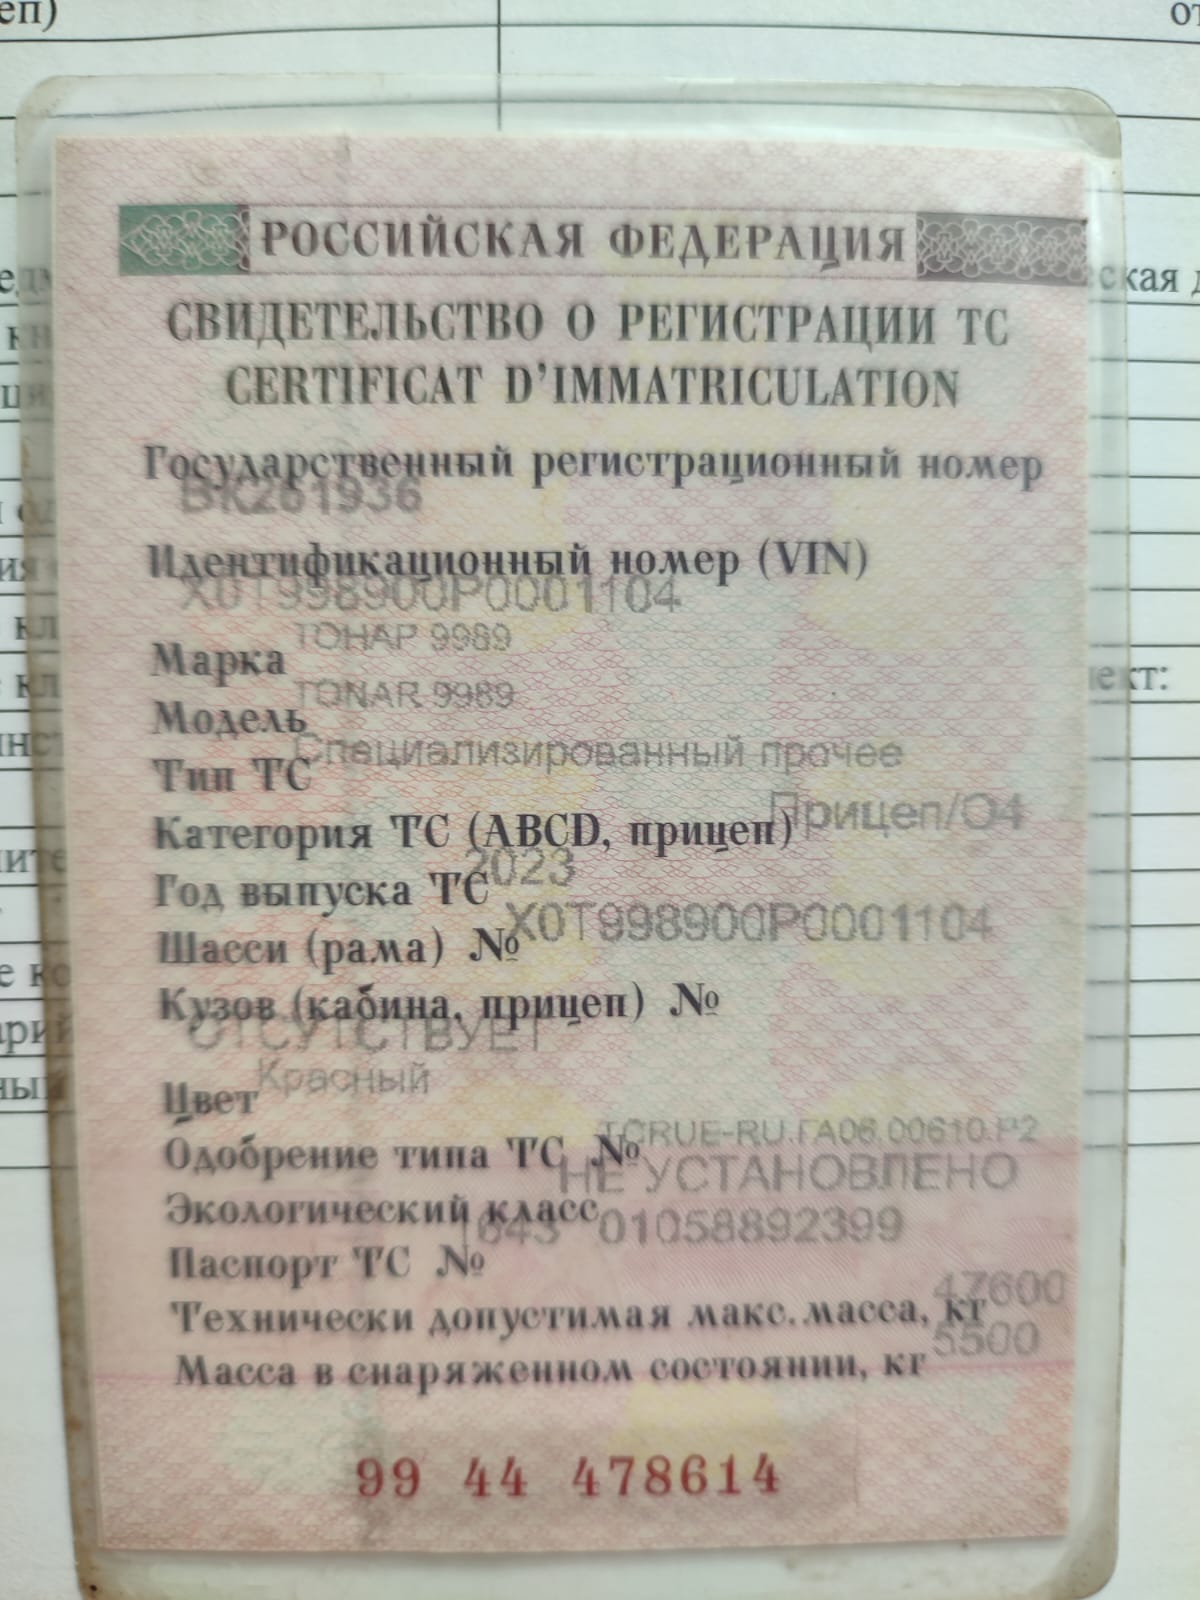 еп)
от
РОССИЙСКАЯ ФЕДЕРАЦИЯ
СВИДЕТЕЛЬСТВО О РЕГИСТРАЦИИ ТС
CERTIFICAT D'IMMATRICULATION
Государственный регистрационный номер
ВК261936
Идентификационный номер (VIN)
X0T998900P0001104
Марка ТОНАР 9989
Модель TONAR 9989
Тип ТС Специализированный прочее
Категория ТС (ABCD, прицеп) Прицеп/О4
Год выпуска ТС 2023
Шасси (рама) № X0T998900P0001104
Кузов (кабина, прицеп) №
ОТСУТСТВУЕТ
Цвет Красный
Одобрение типа ТС № ТСRUE-RU.ГА06.00610.Р2
Экологический класс НЕ УСТАНОВЛЕНО
Паспорт ТС № 1643 01058892399
Технически допустимая макс. масса, кг 47600
Масса в снаряженном состоянии, кг 5500
99 44 478614